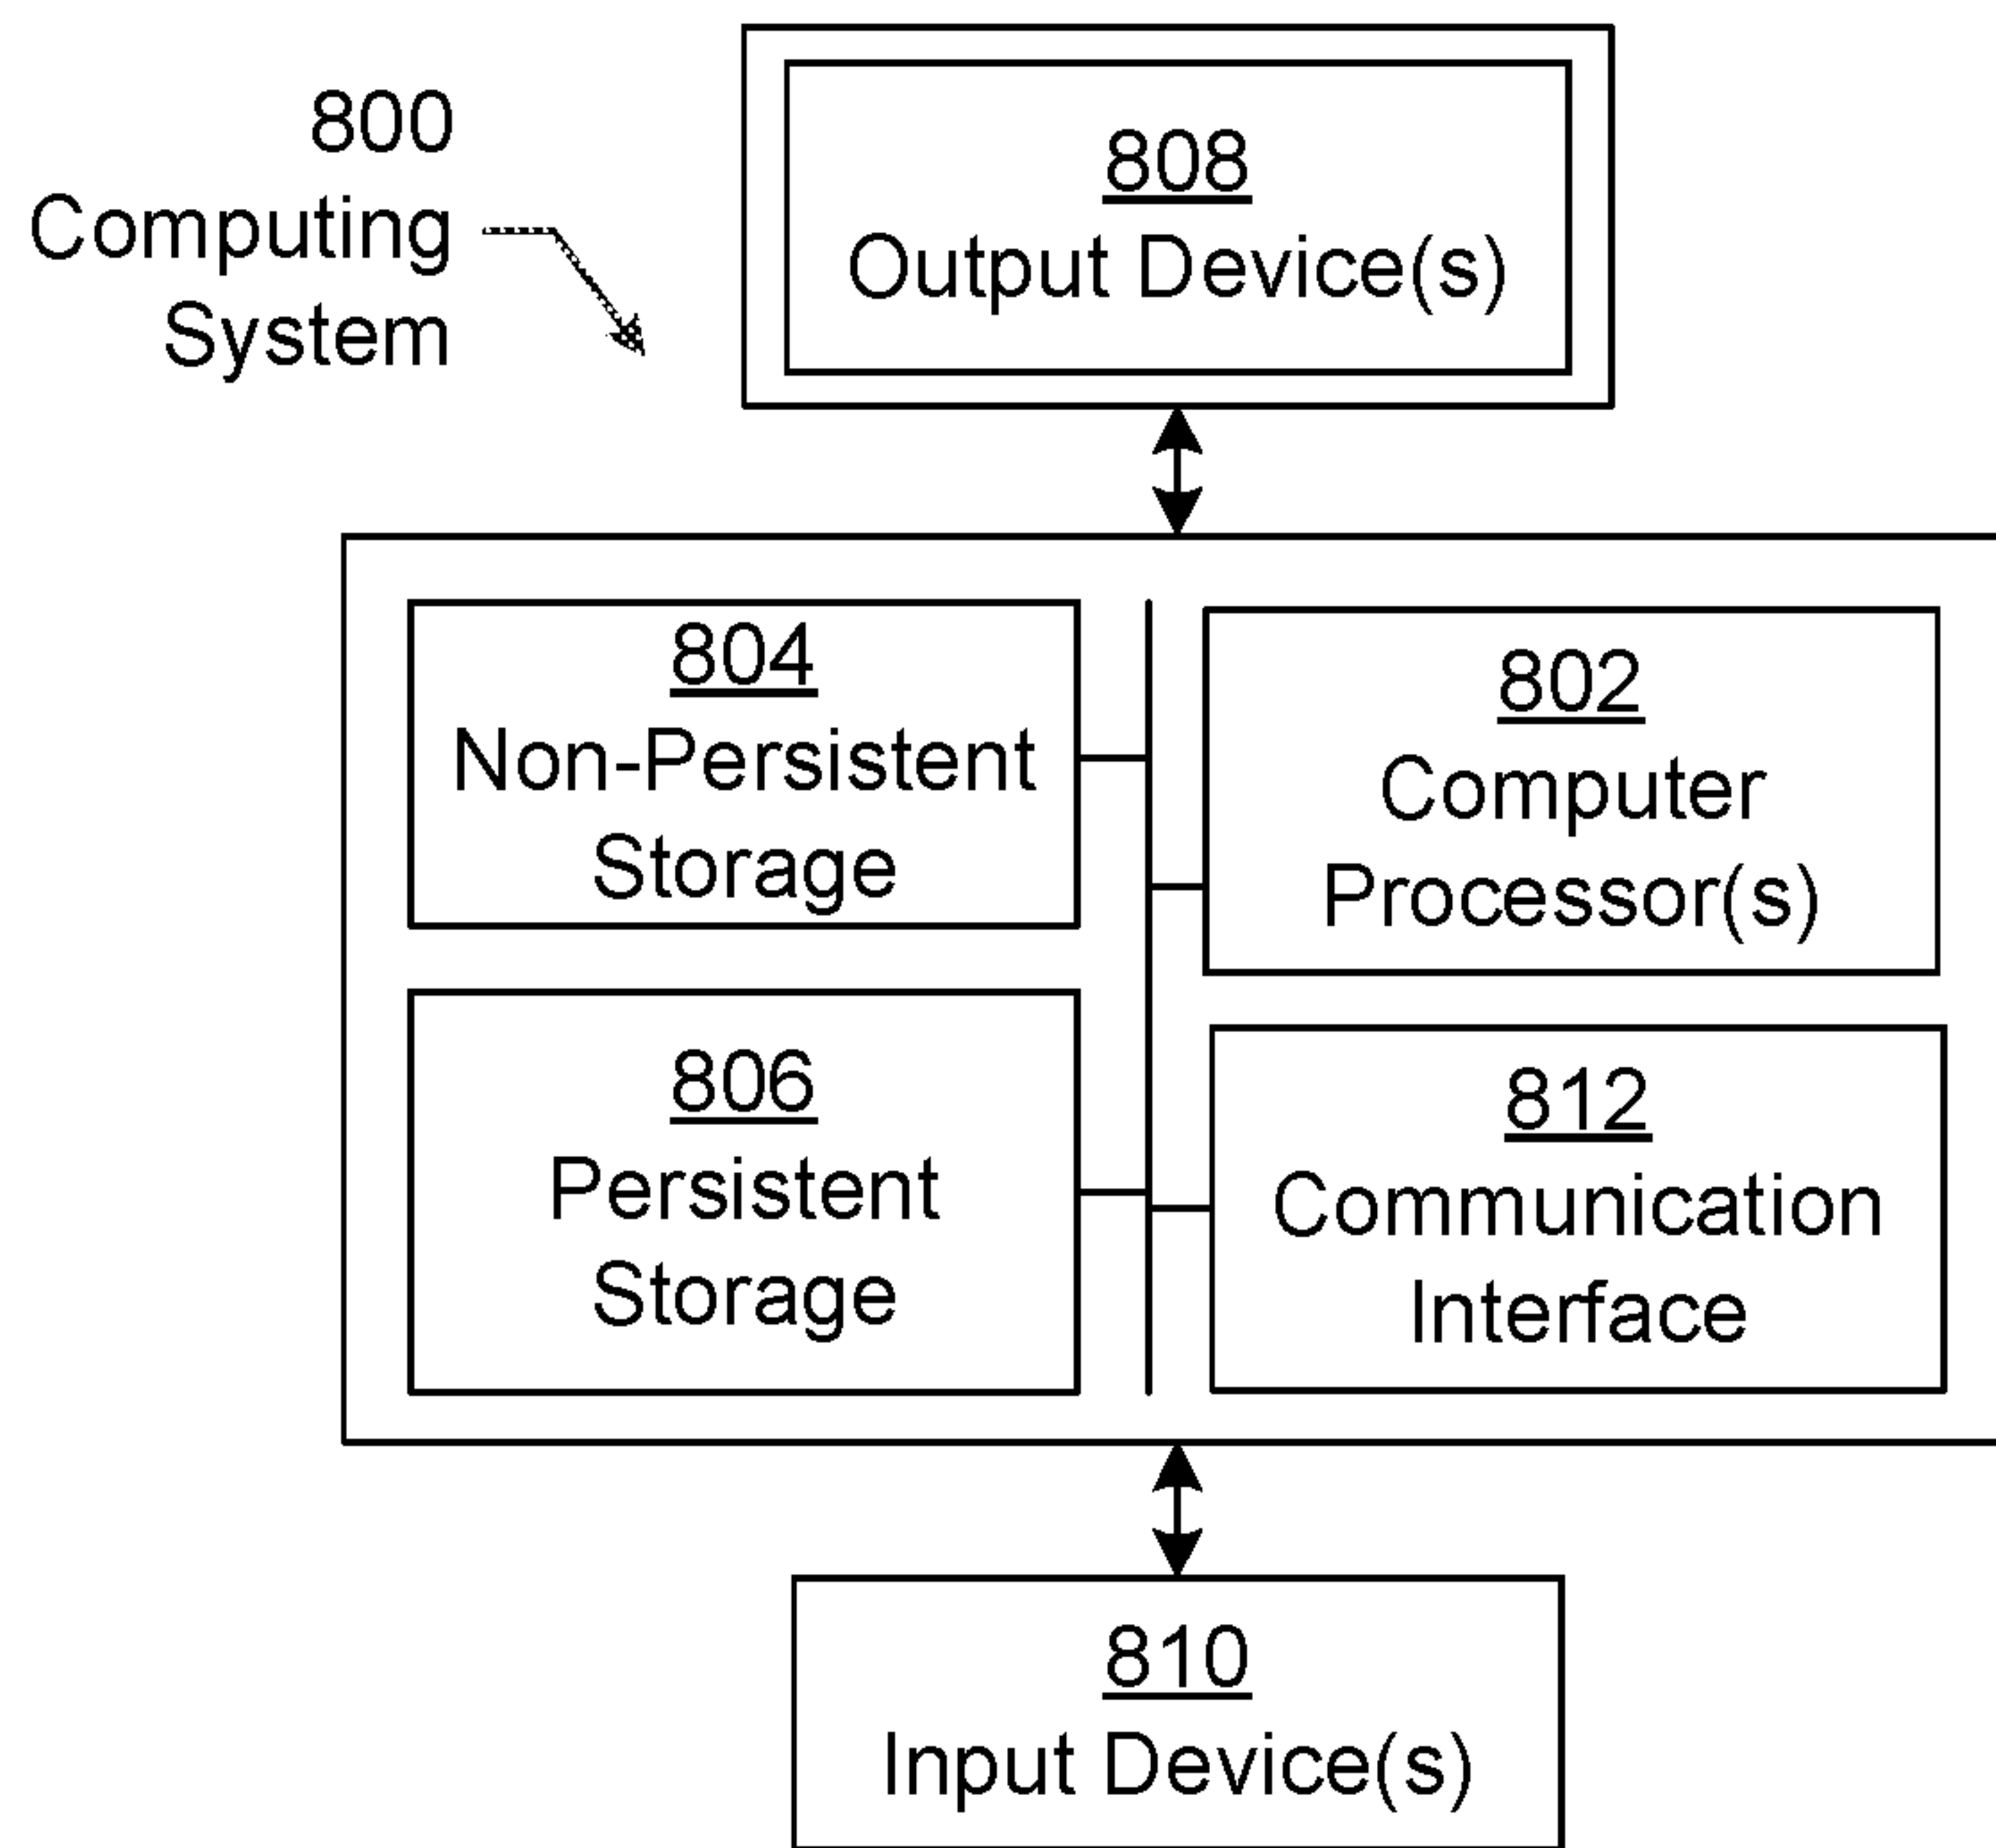 800
Computing
System
808
Output Device(s)
804
Non-Persistent
Storage
802
Computer
Processor(s)
806
Persistent
Storage
812
Communication
Interface
810
Input Device(s)